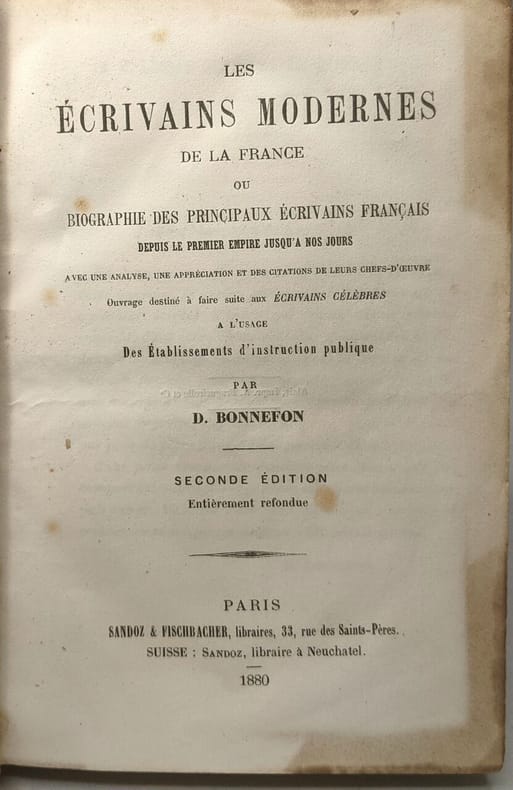 LES
ÉCRIVAINS MODERNES
DE LA FRANCE
OU
BIOGRAPHIE DES PRINCIPAUX ÉCRIVAINS FRANÇAIS
DEPUIS LE PREMIER EMPIRE JUSQU'A NOS JOURS
AVEC UNE ANALYSE, UNE APPRÉCIATION ET DES CITATIONS DE LEURS CHEFS-D'ŒUVRE
Ouvrage destiné à faire suite aux ÉCRIVAINS CÉLÈBRES
A L'USAGE
Des Établissements d'instruction publique
PAR
D. BONNEFON
SECONDE ÉDITION
Entièrement refondue
PARIS
SANDOZ & FISCHBACHER, libraires, 33, rue des Saints-Pères.
SUISSE : SANDOZ, libraire à Neuchatel.
1880